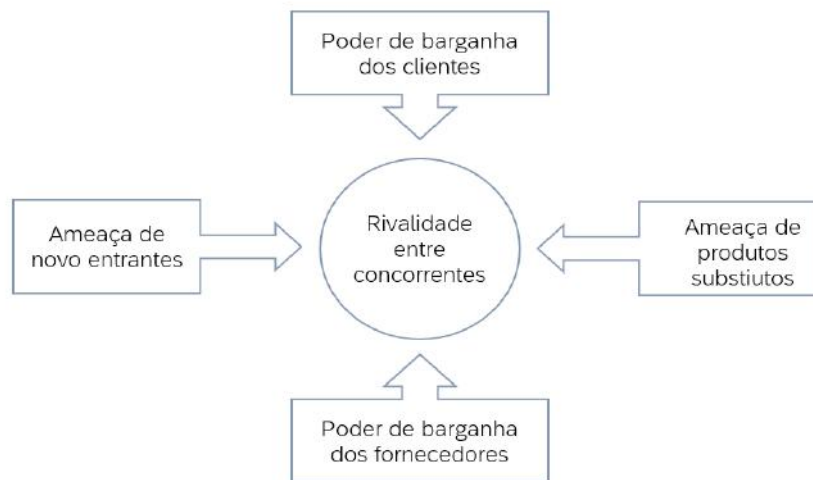 Poder de barganha
dos clientes
Ameaça de
novo entrantes
Rivalidade
entre
concorrentes
Ameaça de
produtos
substiutos
Poder de barganha
dos fornecedores